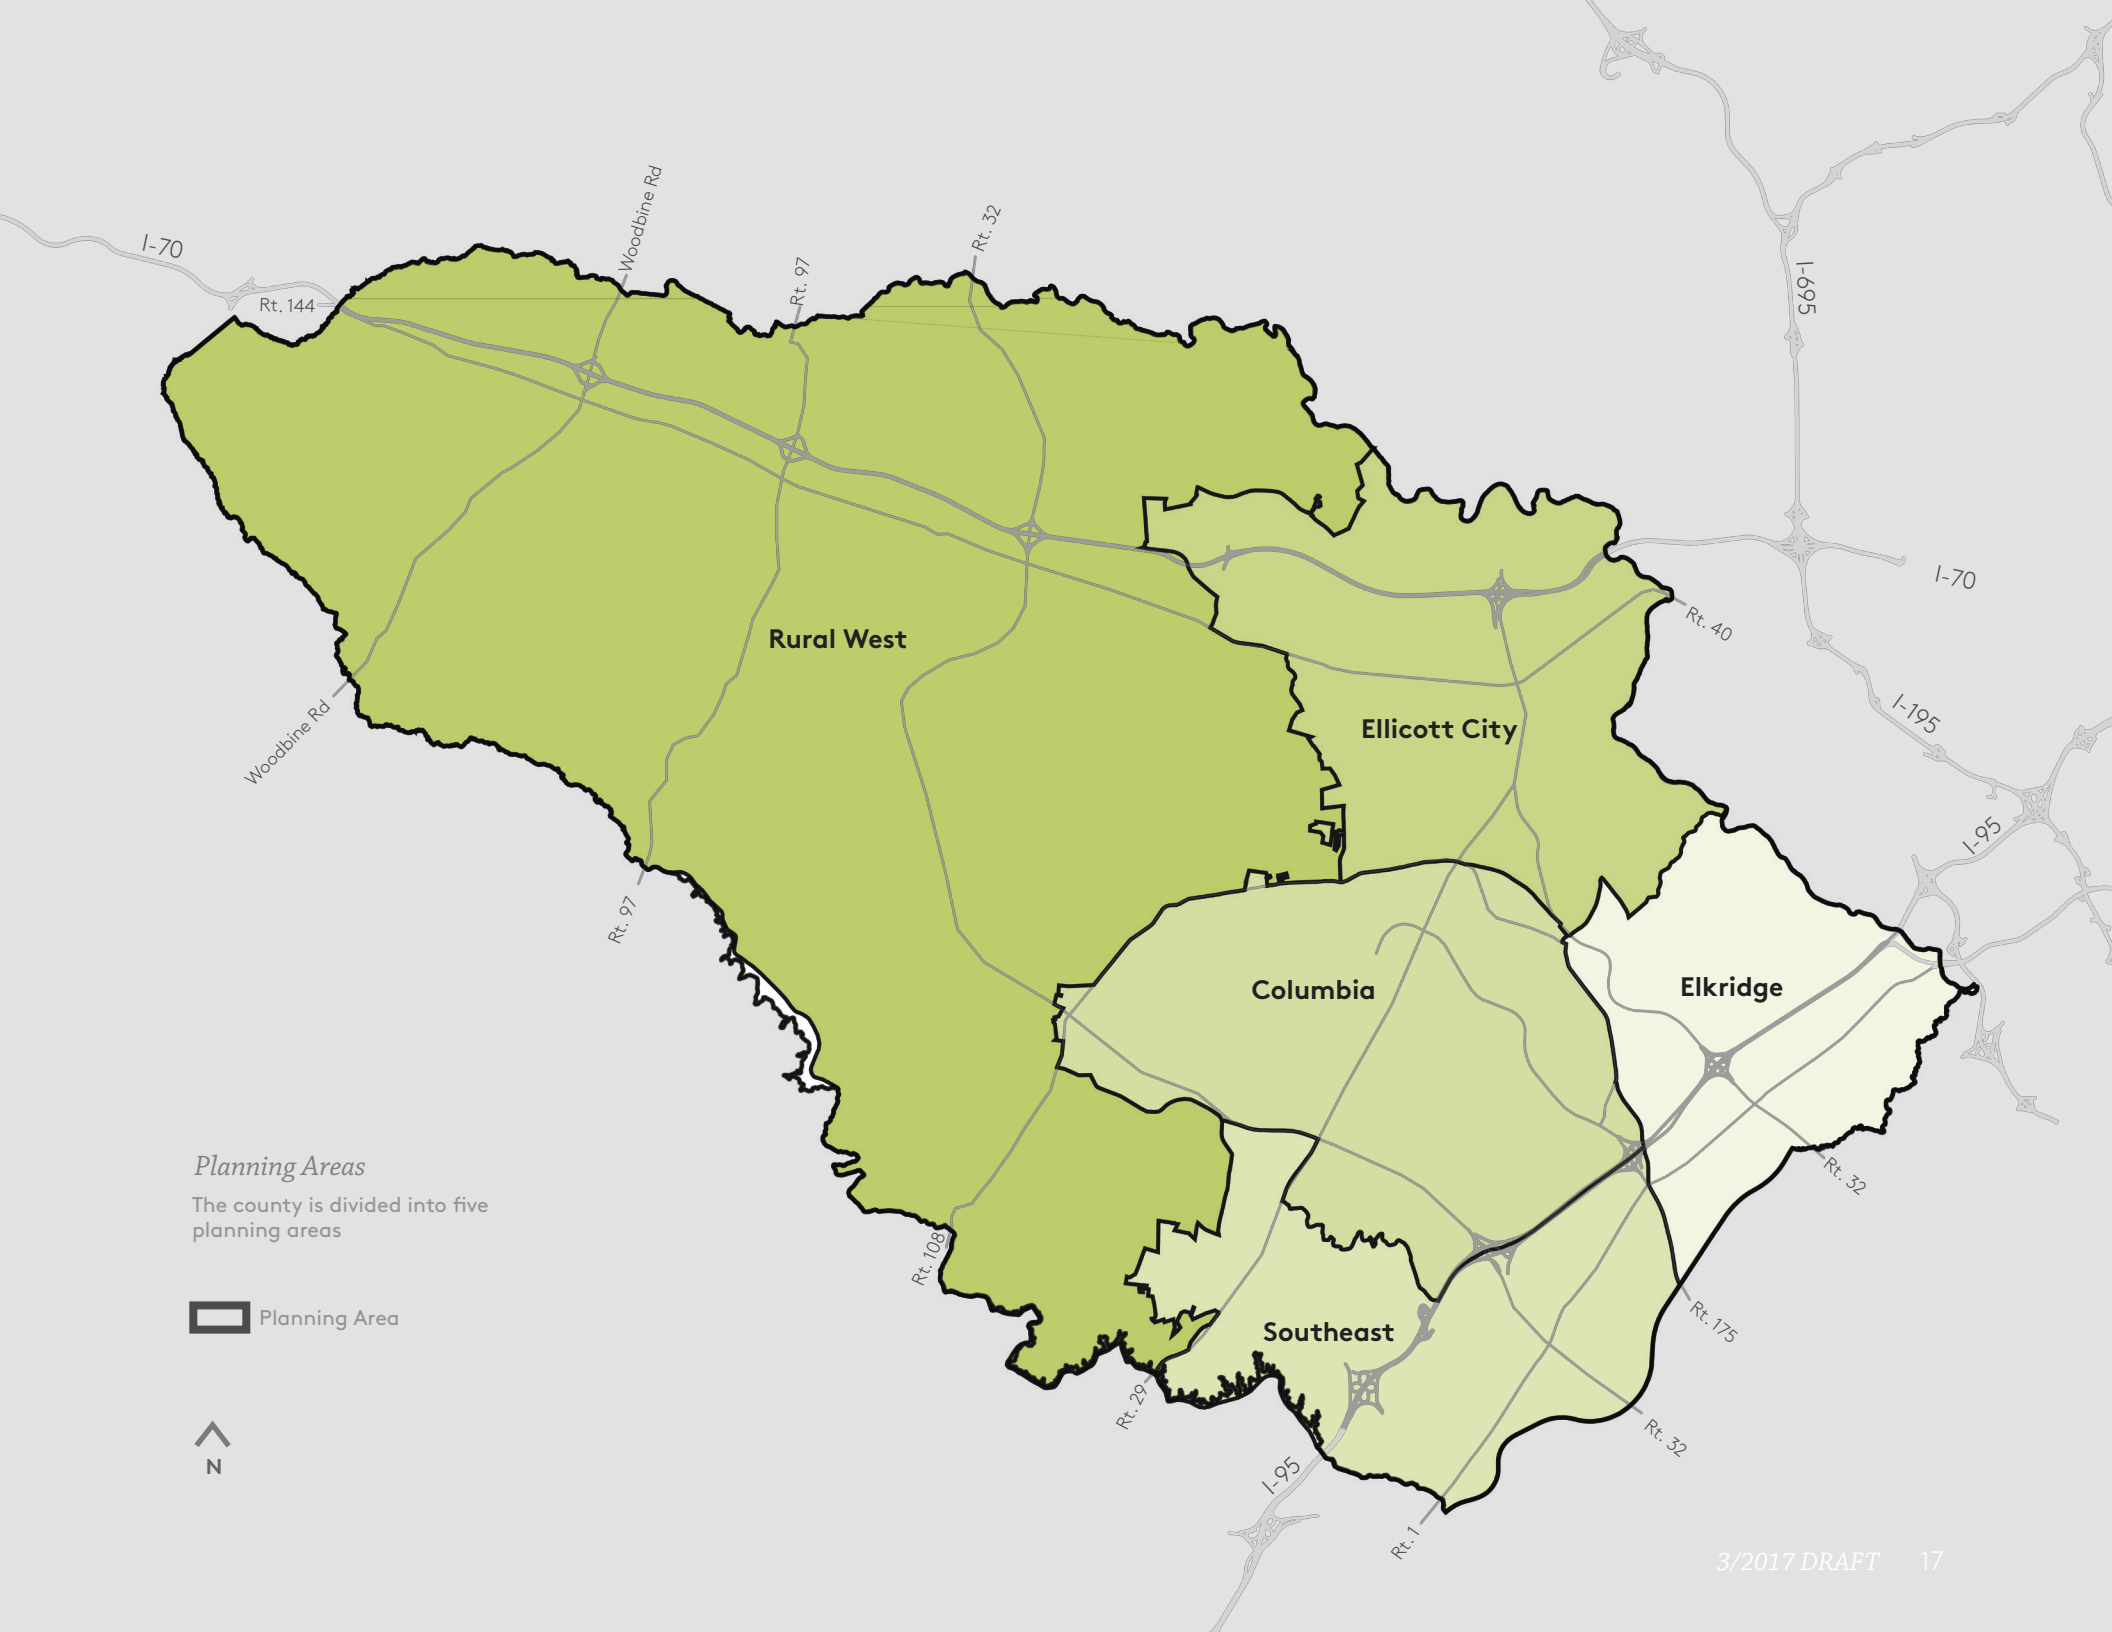 Woodbine Rd
Rt. 32
I-70
Rt. 97
Rt. 144
I-695
I-70
Rt. 40
Rural West
Woodbine Rd
Ellicott City
I-195
I-95
Rt. 97
Columbia
Elkridge
Planning Areas
The county is divided into five
planning areas
Rt. 32
Rt. 108
Planning Area
Southeast
Rt. 175
Rt. 29
Rt. 32
N
I-95
Rt. 1
3/2017 DRAFT 17